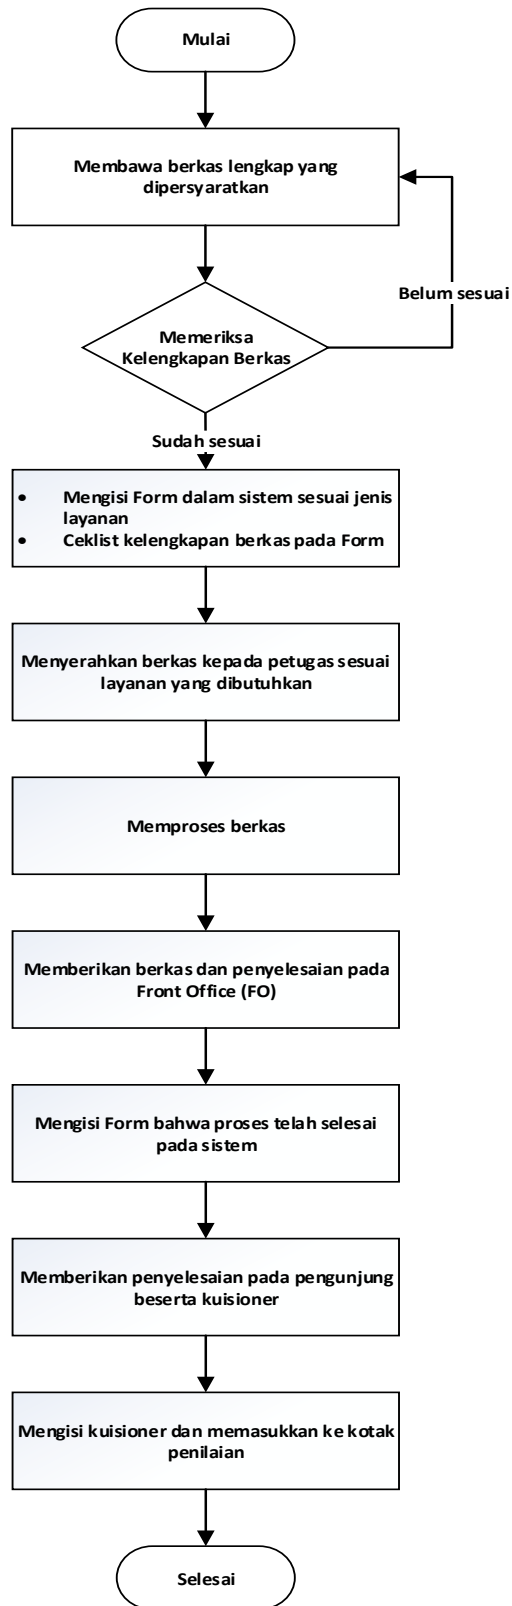 Mulai
Membawa berkas lengkap yang
dipersyaratkan
Belum sesuai
Memeriksa
Kelengkapan Berkas
Sudah sesuai
• Mengisi Form dalam sistem sesuai jenis
layanan
• Ceklist kelengkapan berkas pada Form
Menyerahkan berkas kepada petugas sesuai
layanan yang dibutuhkan
Memproses berkas
Memberikan berkas dan penyelesaian pada
Front Office (FO)
Mengisi Form bahwa proses telah selesai
pada sistem
Memberikan penyelesaian pada pengunjung
beserta kuisioner
Mengisi kuisioner dan memasukkan ke kotak
penilaian
Selesai